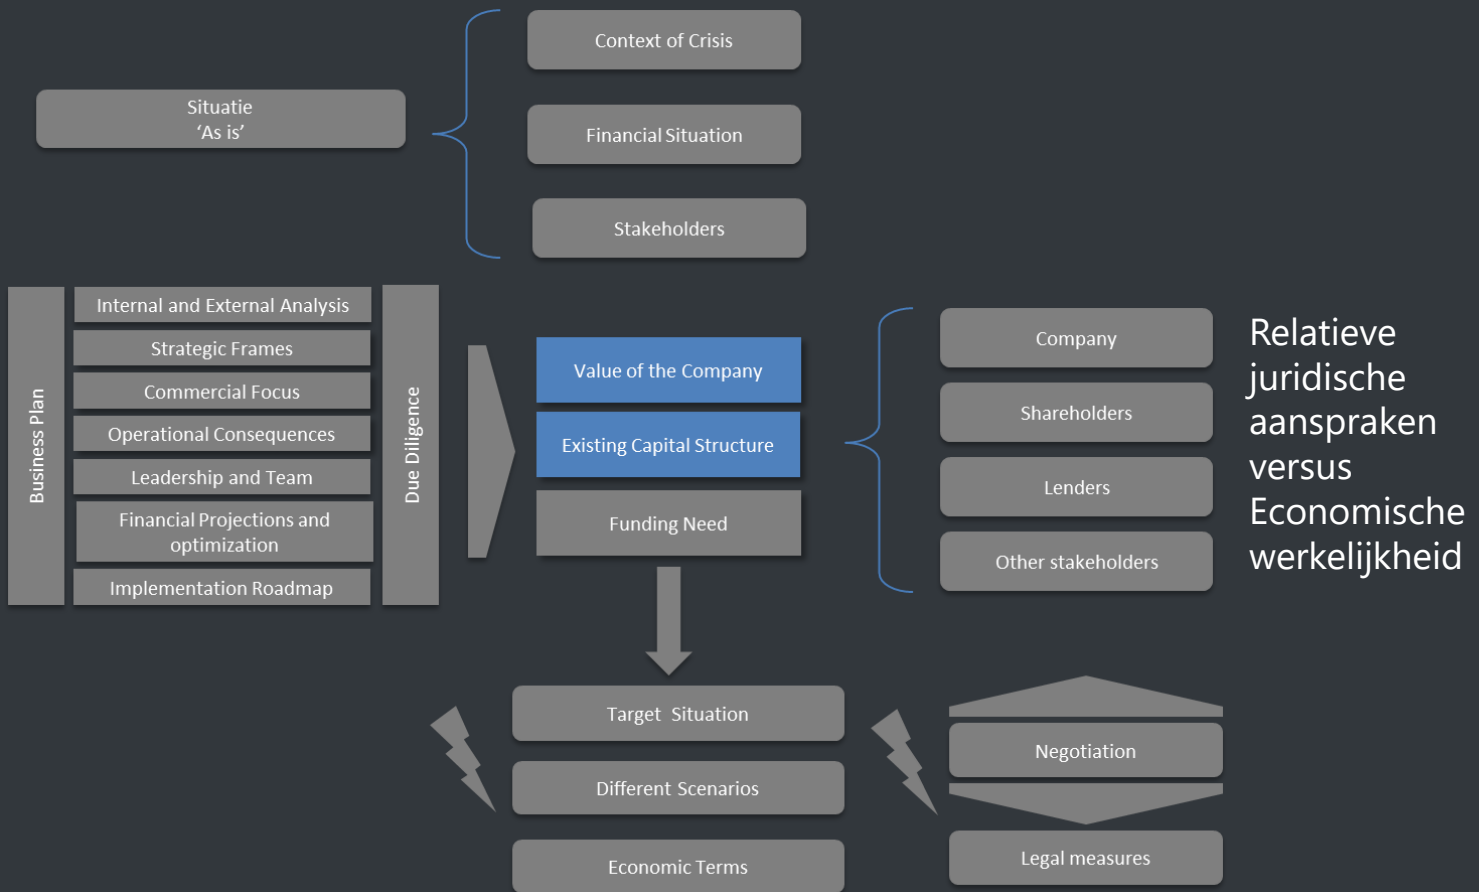 Context of Crisis
Situatie
‘As is’
Financial Situation
Stakeholders
Business Plan
Internal and External Analysis
Strategic Frames
Commercial Focus
Operational Consequences
Leadership and Team
Financial Projections and
optimization
Implementation Roadmap
Due Diligence
Value of the Company
Existing Capital Structure
Funding Need
Company
Shareholders
Lenders
Other stakeholders
Relatieve
juridische
aanspraken
versus
Economische
werkelijkheid
Target Situation
Different Scenarios
Economic Terms
Negotiation
Legal measures